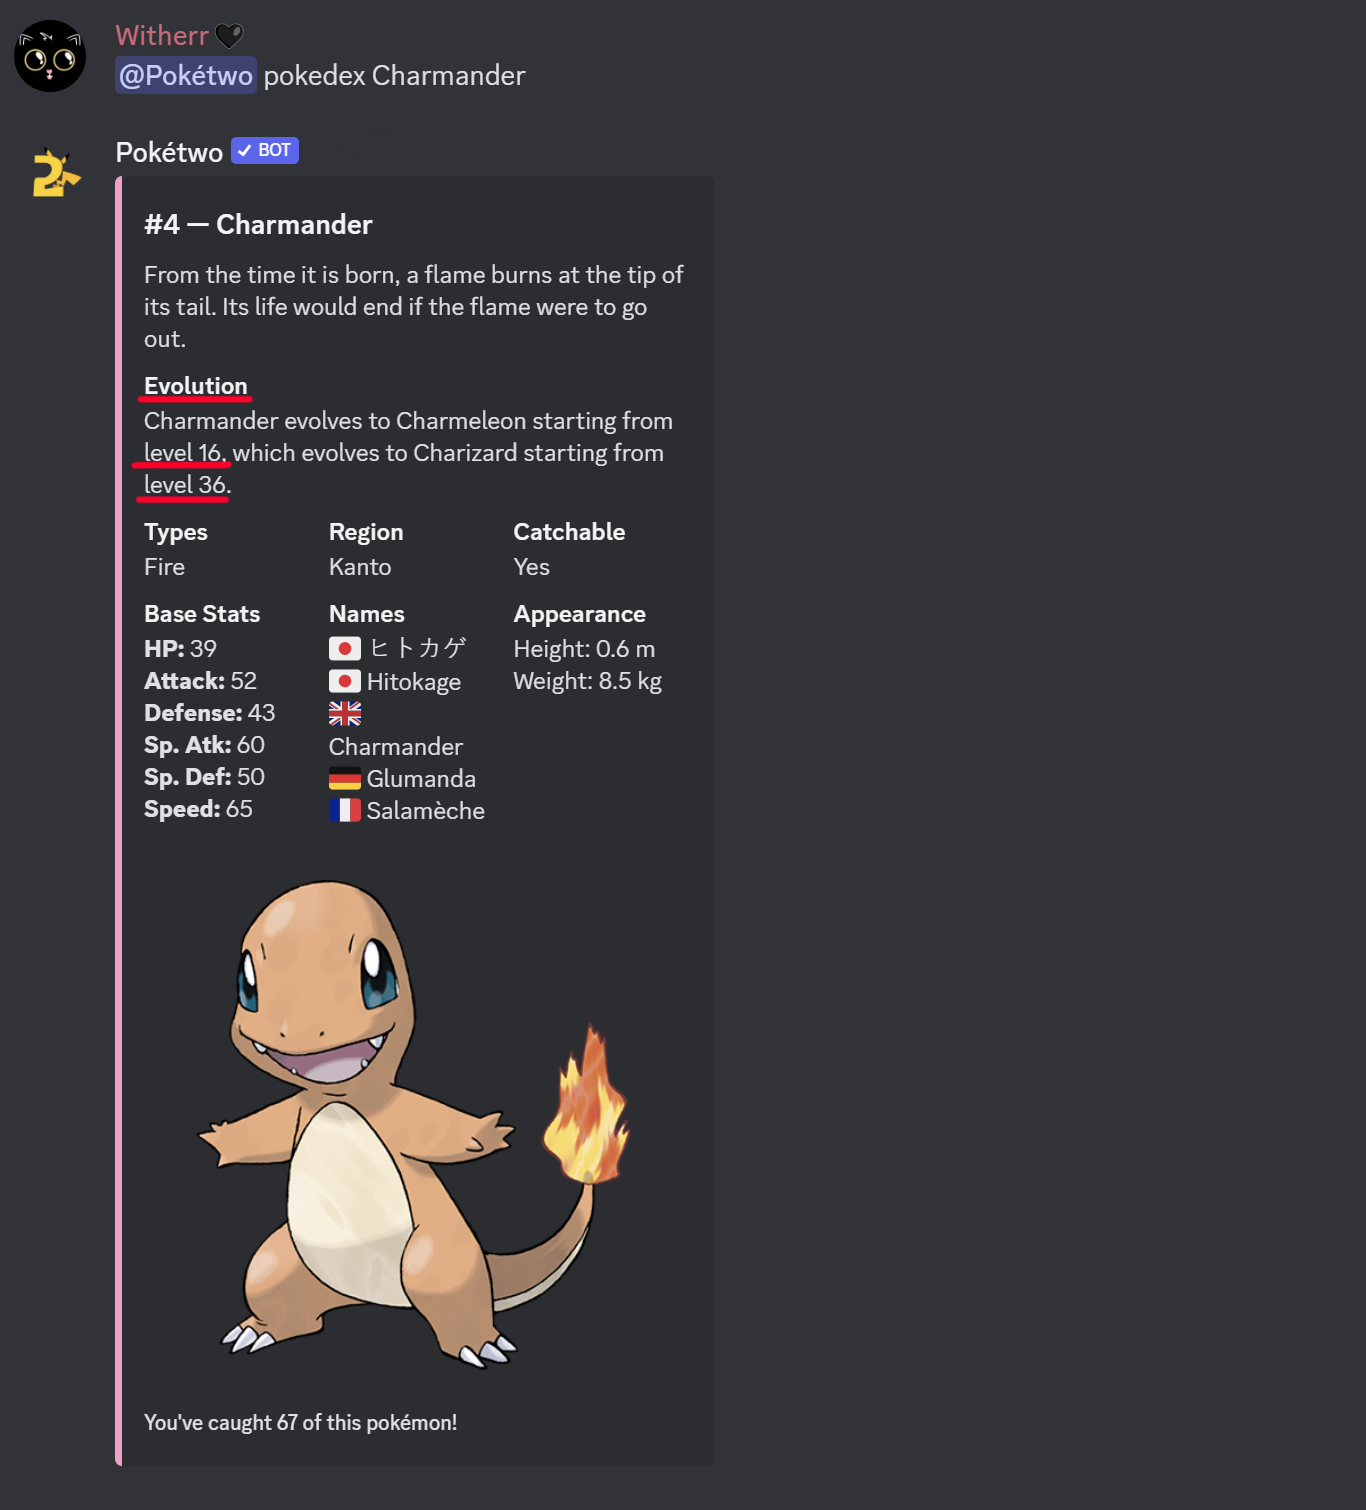 Witherr🖤
@Pokétwo pokedex Charmander
Pokétwo ✓ BOT
#4 — Charmander
From the time it is born, a flame burns at the tip of
its tail. Its life would end if the flame were to go
out.
Evolution
Charmander evolves to Charmeleon starting from
level 16, which evolves to Charizard starting from
level 36.
Types Region Catchable
Fire Kanto Yes
Base Stats Names Appearance
HP: 39 🇯🇵 ヒトカゲ Height: 0.6 m
Attack: 52 🇯🇵 Hitokage Weight: 8.5 kg
Defense: 43 🇬🇧
Sp. Atk: 60 Charmander
Sp. Def: 50 🇩🇪 Glumanda
Speed: 65 🇫🇷 Salamèche
You've caught 67 of this pokémon!